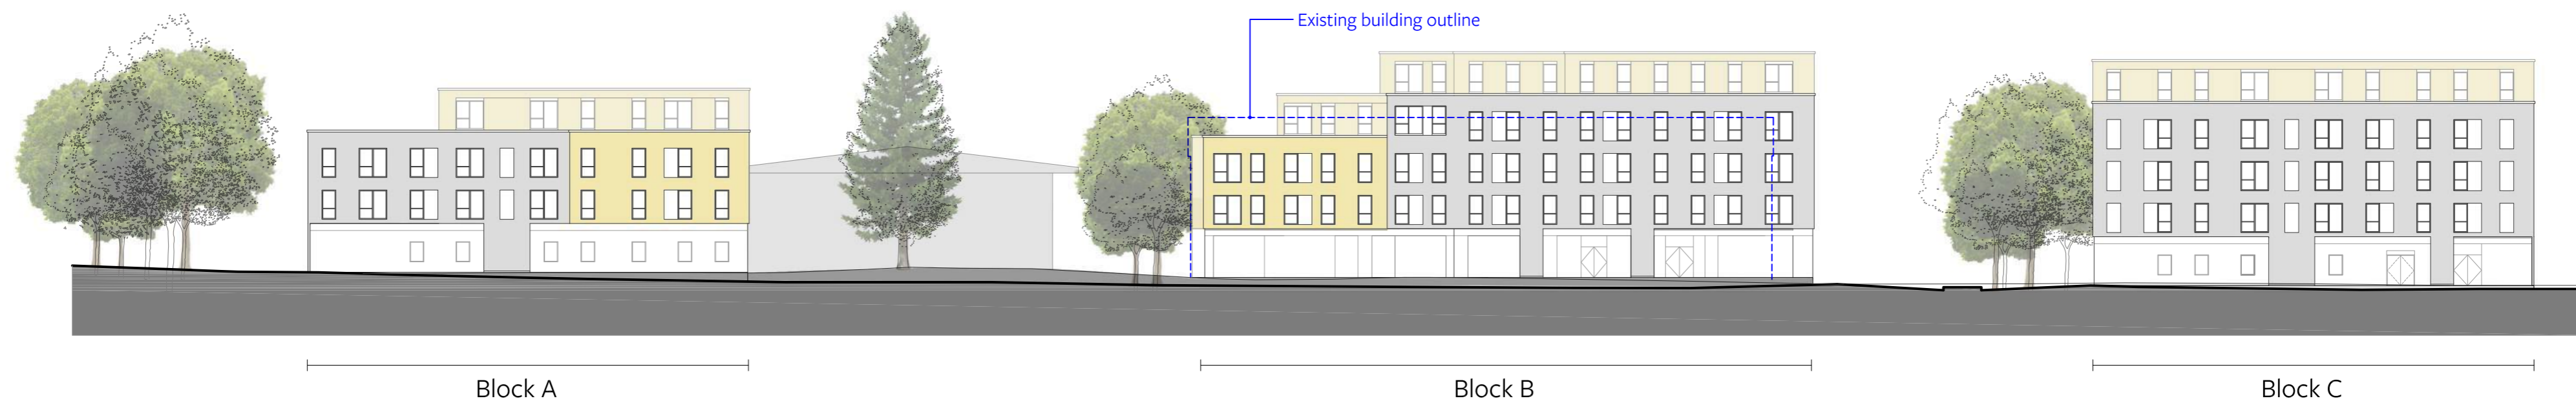 Existing building outline
Block A
Block B
Block C